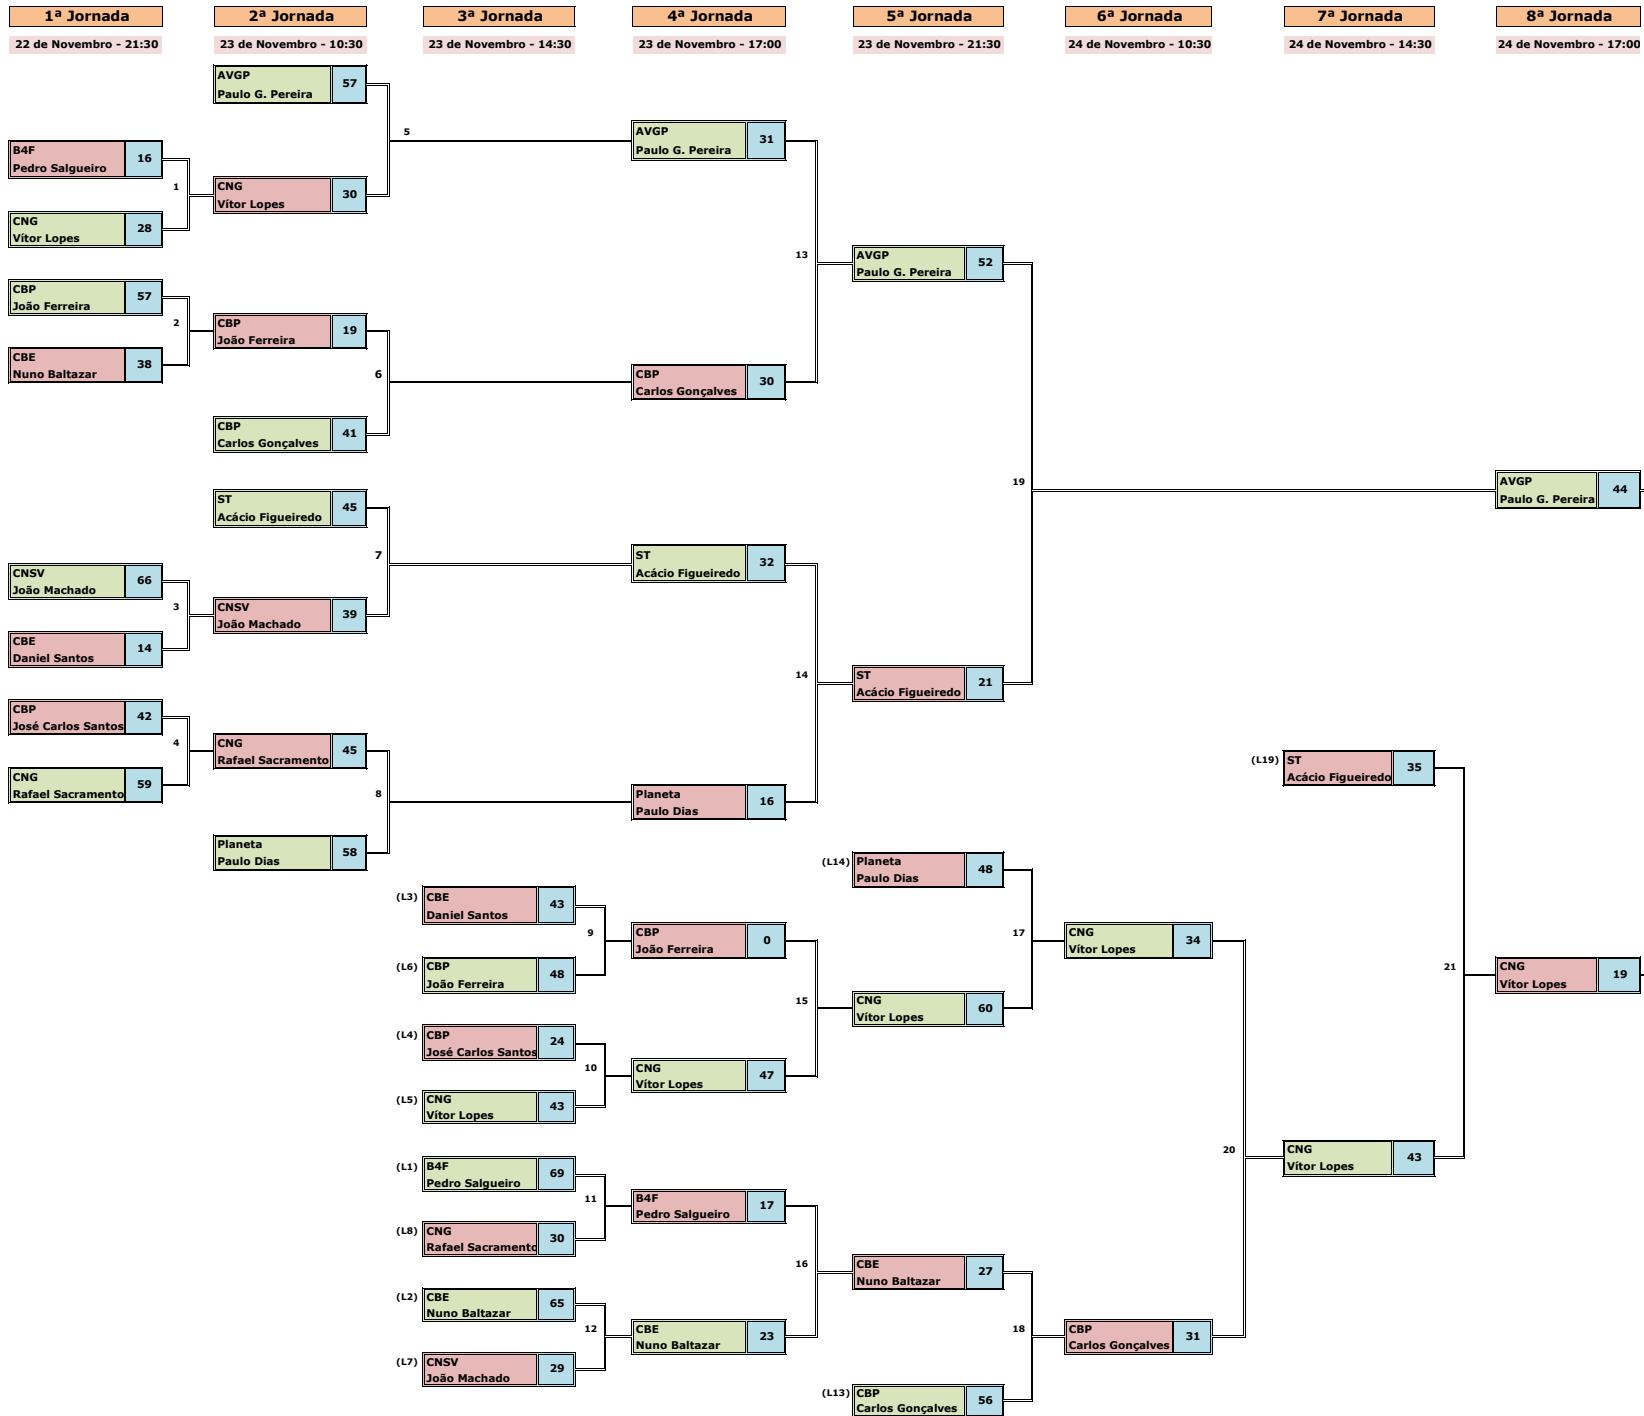 1ª Jornada
2ª Jornada
3ª Jornada
4ª Jornada
5ª Jornada
6ª Jornada
7ª Jornada
8ª Jornada
22 de Novembro - 21:30
23 de Novembro - 10:30
23 de Novembro - 14:30
23 de Novembro - 17:00
23 de Novembro - 21:30
24 de Novembro - 10:30
24 de Novembro - 14:30
24 de Novembro - 17:00
B4F
Pedro Salgueiro
16
1
CNG
Vítor Lopes
28
CBP
João Ferreira
57
2
CBE
Nuno Baltazar
38
CNSV
João Machado
66
3
CBE
Daniel Santos
14
CBP
José Carlos Santos
42
4
CNG
Rafael Sacramento
59
AVGP
Paulo G. Pereira
57
5
CNG
Vítor Lopes
30
CBP
João Ferreira
19
6
CBP
Carlos Gonçalves
41
ST
Acácio Figueiredo
45
7
CNSV
João Machado
39
CNG
Rafael Sacramento
45
8
Planeta
Paulo Dias
58
(L3)
CBE
Daniel Santos
43
9
(L6)
CBP
João Ferreira
48
(L4)
CBP
José Carlos Santos
24
10
(L5)
CNG
Vítor Lopes
43
(L1)
B4F
Pedro Salgueiro
69
11
(L8)
CNG
Rafael Sacramento
30
(L2)
CBE
Nuno Baltazar
65
12
(L7)
CNSV
João Machado
29
AVGP
Paulo G. Pereira
31
13
CBP
Carlos Gonçalves
30
ST
Acácio Figueiredo
32
14
Planeta
Paulo Dias
16
CBP
João Ferreira
0
15
CNG
Vítor Lopes
47
B4F
Pedro Salgueiro
17
16
CBE
Nuno Baltazar
23
AVGP
Paulo G. Pereira
52
19
ST
Acácio Figueiredo
21
(L14)
Planeta
Paulo Dias
48
17
CNG
Vítor Lopes
60
CBE
Nuno Baltazar
27
18
(L13)
CBP
Carlos Gonçalves
56
CNG
Vítor Lopes
34
20
CBP
Carlos Gonçalves
31
(L19)
ST
Acácio Figueiredo
35
21
CNG
Vítor Lopes
43
AVGP
Paulo G. Pereira
44
CNG
Vítor Lopes
19